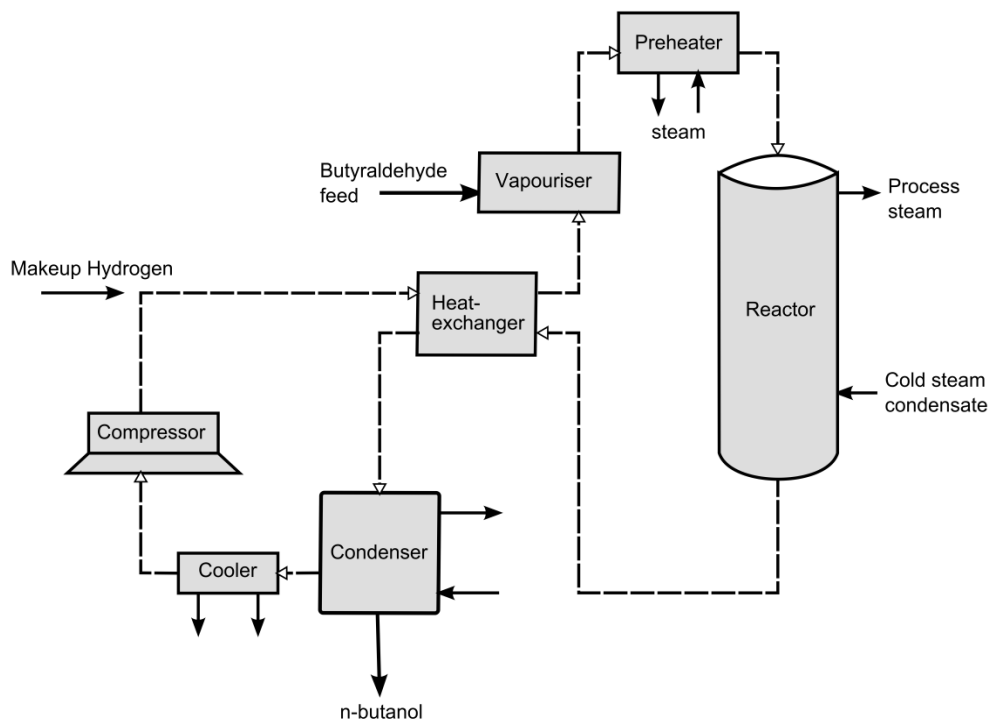 Preheater
steam
Butyraldehyde
feed
Vapouriser
Process
steam
Makeup Hydrogen
Heat-
exchanger
Reactor
Cold steam
condensate
Compressor
Condenser
Cooler
n-butanol